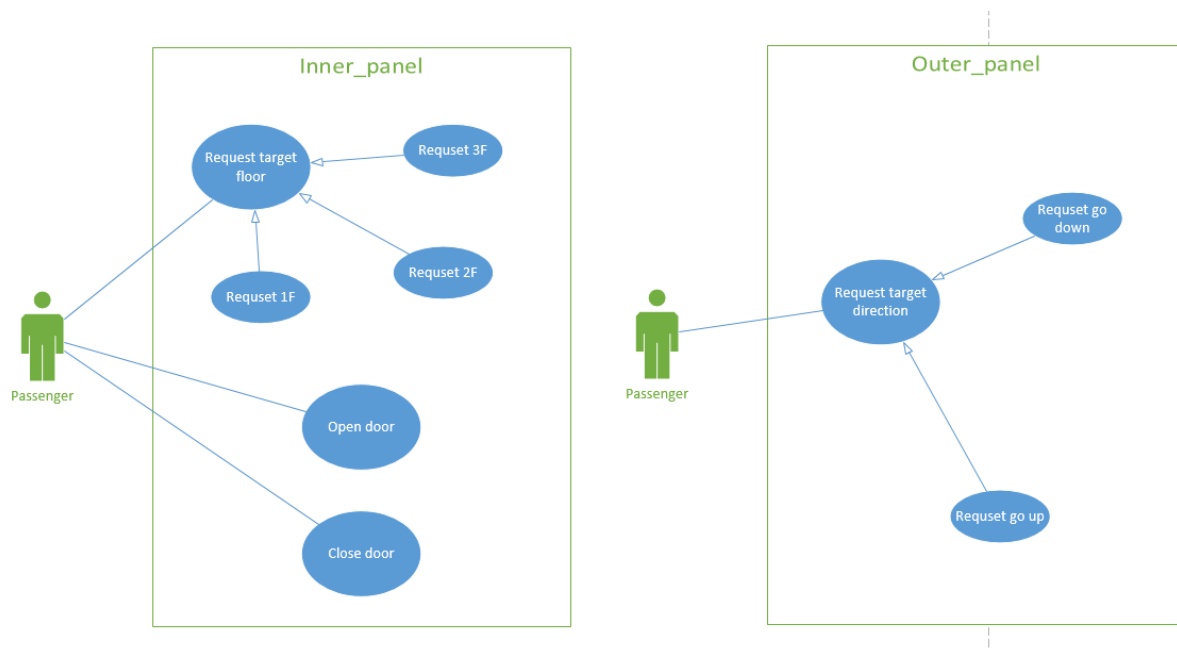 Inner_panel
Request target
floor
Requset 3F
Requset 2F
Requset 1F
Passenger
Open door
Close door
Outer_panel
Requset go
down
Request target
direction
Passenger
Requset go up